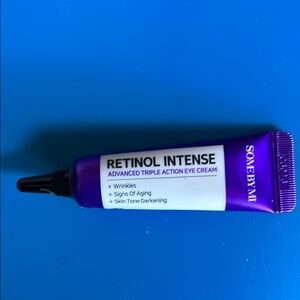 RETINOL INTENSE
ADVANCED TRIPLE ACTION EYE CREAM
+ Wrinkles
+ Signs Of Aging
+ Skin Tone Darkening
SOME BY MI